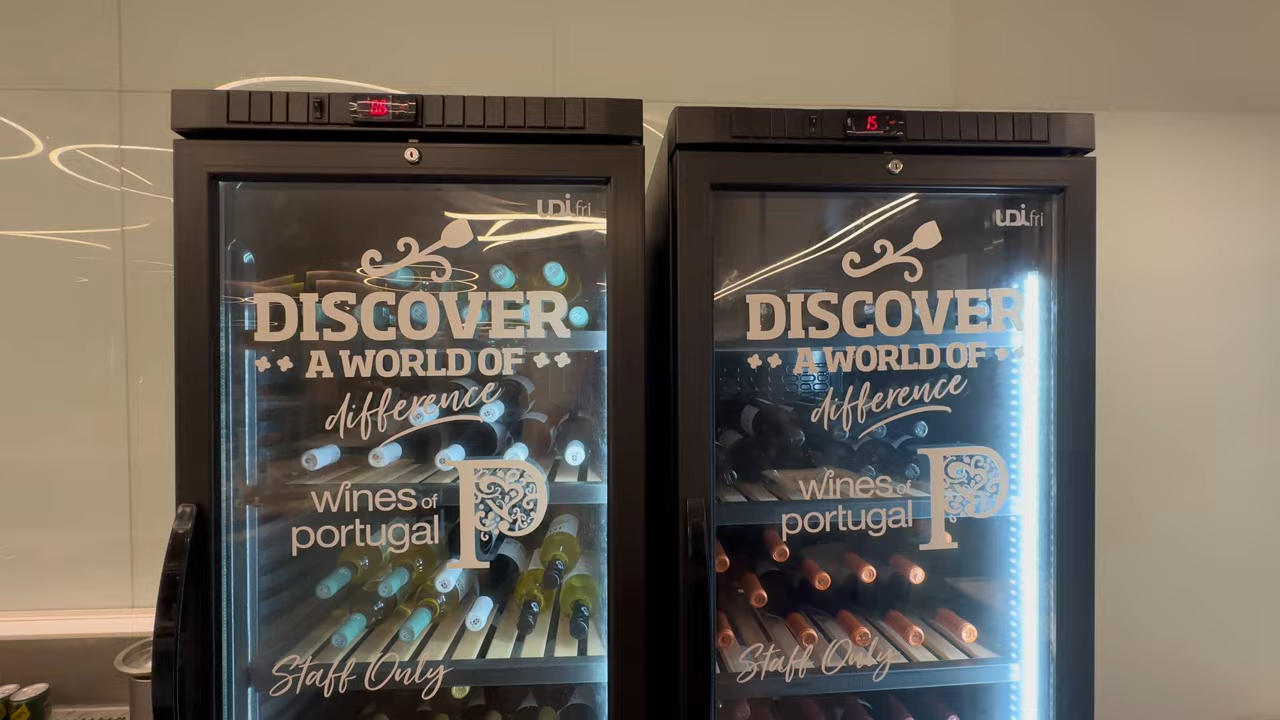 UDifri
DISCOVER
A WORLD OF
difference
wines of
portugal
P
Staff Only
15
UDifri
DISCOVER
A WORLD OF
difference
wines of
portugal
P
Staff Only